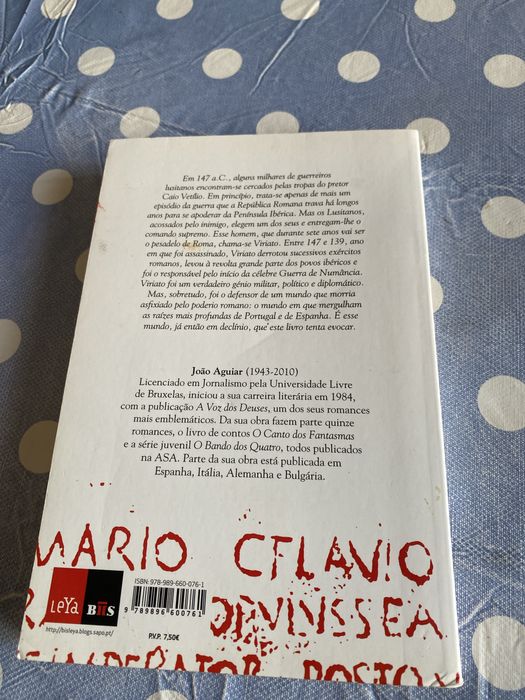 Em 147 a.C., alguns milhares de guerreiros
lusitanos encontram-se cercados pelas tropas do pretor
Caio Vetílio. Em princípio, trata-se apenas de mais um
episódio da guerra que a República Romana trava há longos
anos para se apoderar da Península Ibérica. Mas os Lusitanos,
acossados pelo inimigo, elegem um dos seus e entregam-lhe o
comando supremo. Esse homem, que durante sete anos vai ser
o pesadelo de Roma, chama-se Viriato. Entre 147 e 139, ano
em que foi assassinado, Viriato derrotou sucessivos exércitos
romanos, levou à revolta grande parte dos povos ibéricos e
foi o responsável pelo início da célebre Guerra de Numância.
Viriato foi um verdadeiro génio militar, político e diplomático.
Mas, sobretudo, foi o defensor de um mundo que morria
asfixiado pelo poderio romano: o mundo em que mergulham
as raízes mais profundas de Portugal e de Espanha. É esse
mundo, já então em declínio, que este livro tenta evocar.
João Aguiar (1943-2010)
Licenciado em Jornalismo pela Universidade Livre
de Bruxelas, iniciou a sua carreira literária em 1984,
com a publicação A Voz dos Deuses, um dos seus romances
mais emblemáticos. Da sua obra fazem parte quinze
romances, o livro de contos O Canto dos Fantasmas
e a série juvenil O Bando dos Quatro, todos publicados
na ASA. Parte da sua obra está publicada em
Espanha, Itália, Alemanha e Bulgária.
MARIO CFLAVIO
ISBN: 978-989-660-076-1
LeYa BIIS
9 789896 600761
http://bisleya.blogs.sapo.pt/
P.V.P. 7,50€
POSTO